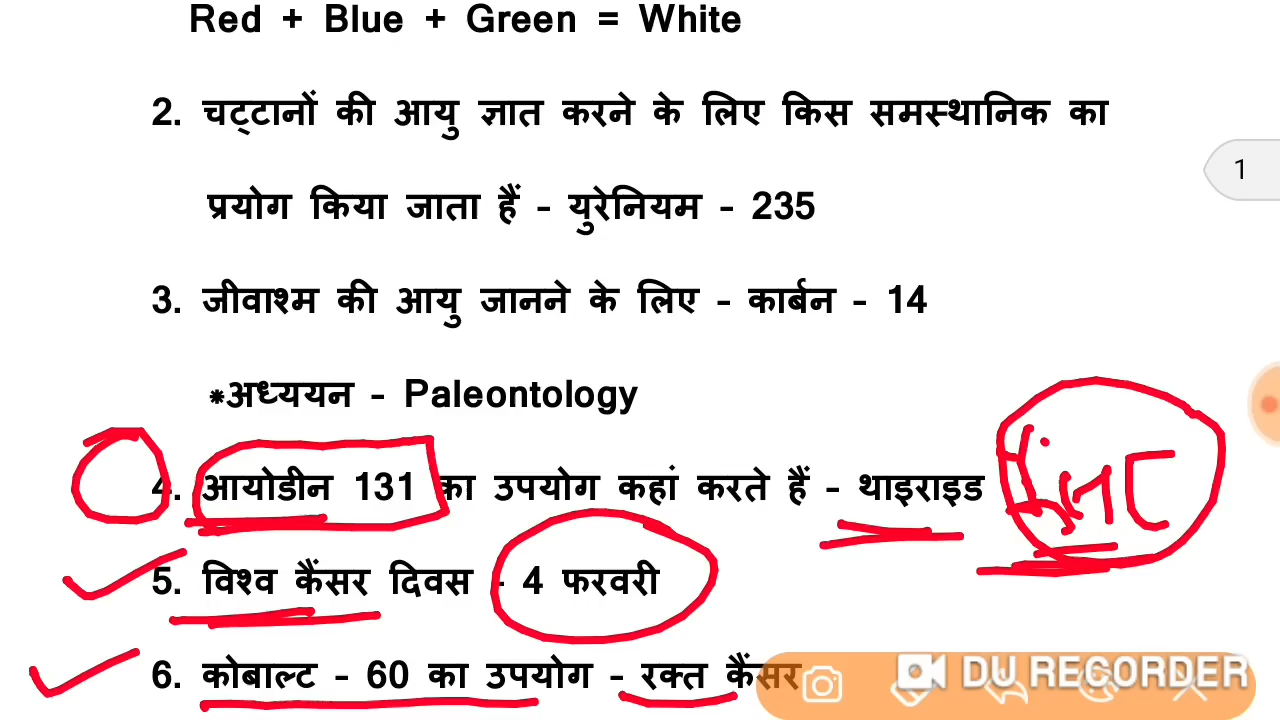 Red + Blue + Green = White
2. चट्टानों की आयु ज्ञात करने के लिए किस समस्थानिक का
1
प्रयोग किया जाता हैं - युरेनियम - 235
3. जीवाश्म की आयु जानने के लिए - कार्बन - 14
*अध्ययन - Paleontology
4. आयोडीन 131 का उपयोग कहां करते हैं - थाइराइड
5. विश्व कैंसर दिवस - 4 फरवरी
6. कोबाल्ट - 60 का उपयोग - रक्त कैंसर
DU RECORDER